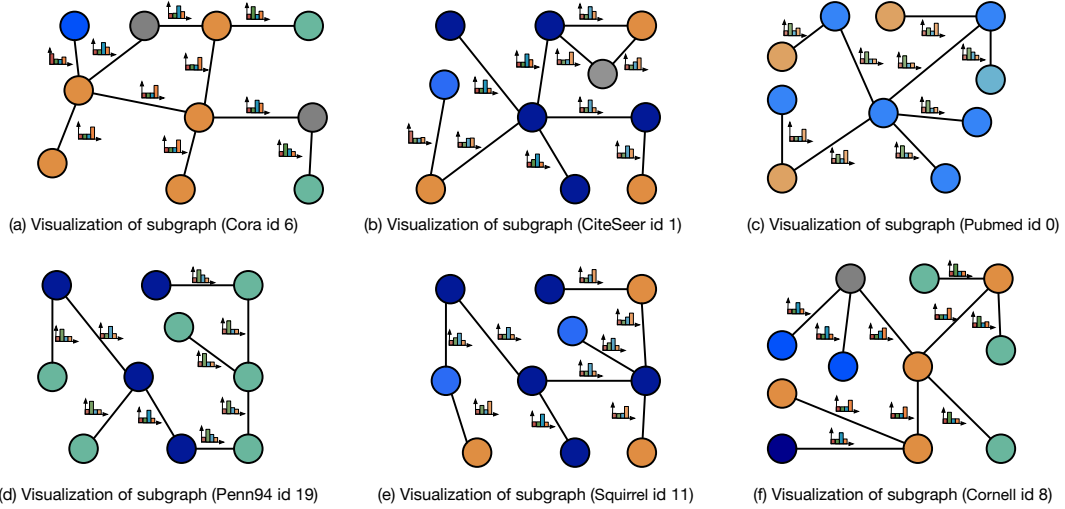 (a) Visualization of subgraph (Cora id 6)
(b) Visualization of subgraph (CiteSeer id 1)
(c) Visualization of subgraph (Pubmed id 0)
(d) Visualization of subgraph (Penn94 id 19)
(e) Visualization of subgraph (Squirrel id 11)
(f) Visualization of subgraph (Cornell id 8)